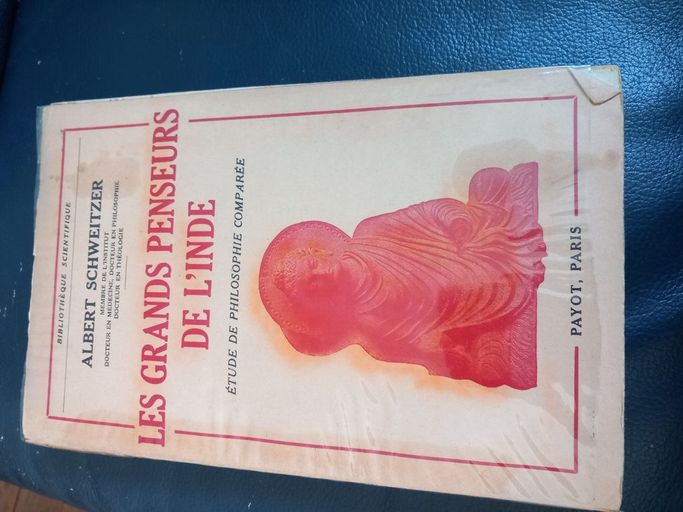 BIBLIOTHÈQUE SCIENTIFIQUE
ALBERT SCHWEITZER
MEMBRE DE L'INSTITUT
DOCTEUR EN MÉDECINE, DOCTEUR EN PHILOSOPHIE
DOCTEUR EN THÉOLOGIE
LES GRANDS PENSEURS
DE L'INDE
ÉTUDE DE PHILOSOPHIE COMPARÉE
PAYOT, PARIS